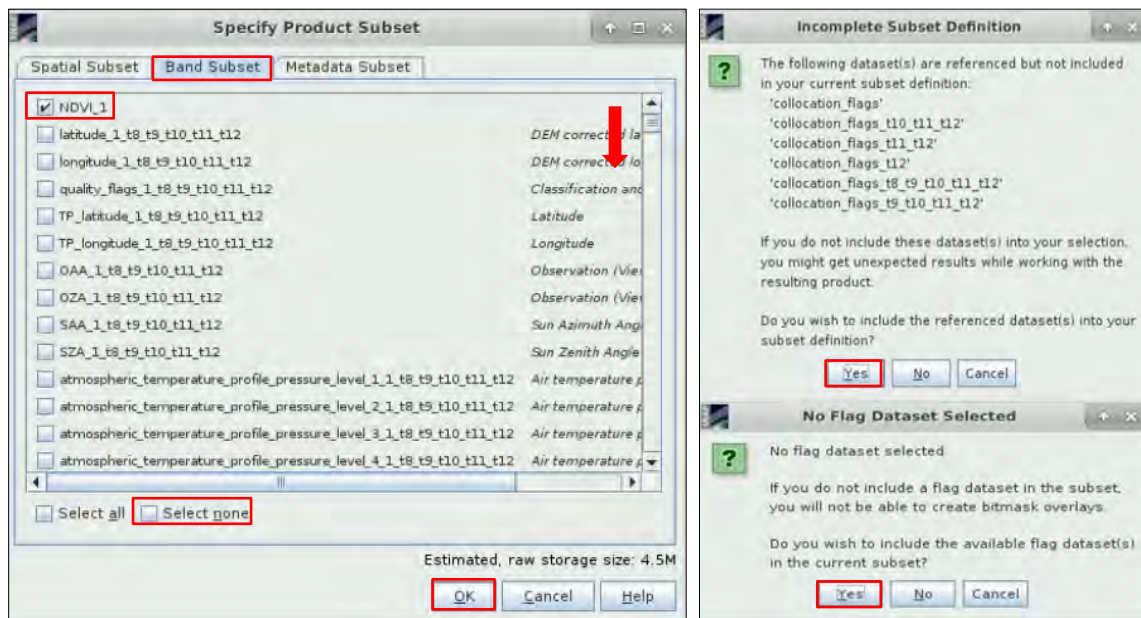 Specify Product Subset
Spatial Subset Band Subset Metadata Subset
NDVI_1
latitude_1_t8_t9_t10_t11_t12 DEM corrected la
longitude_1_t8_t9_t10_t11_t12 DEM corrected lo
quality_flags_1_t8_t9_t10_t11_t12 Classification and
TP_latitude_1_t8_t9_t10_t11_t12 Latitude
TP_longitude_1_t8_t9_t10_t11_t12 Longitude
OAA_1_t8_t9_t10_t11_t12 Observation (Vie
OZA_1_t8_t9_t10_t11_t12 Observation (Vie
SAA_1_t8_t9_t10_t11_t12 Sun Azimuth Ang
SZA_1_t8_t9_t10_t11_t12 Sun Zenith Angle
atmospheric_temperature_profile_pressure_level_1_1_t8_t9_t10_t11_t12 Air temperature p
atmospheric_temperature_profile_pressure_level_2_1_t8_t9_t10_t11_t12 Air temperature p
atmospheric_temperature_profile_pressure_level_3_1_t8_t9_t10_t11_t12 Air temperature p
atmospheric_temperature_profile_pressure_level_4_1_t8_t9_t10_t11_t12 Air temperature p
Select all Select none
Estimated, raw storage size: 4.5M
OK Cancel Help
Incomplete Subset Definition
The following dataset(s) are referenced but not included
in your current subset definition:
'collocation_flags'
'collocation_flags_t10_t11_t12'
'collocation_flags_t11_t12'
'collocation_flags_t12'
'collocation_flags_t8_t9_t10_t11_t12'
'collocation_flags_t9_t10_t11_t12'
If you do not include these dataset(s) into your selection,
you might get unexpected results while working with the
resulting product.
Do you wish to include the referenced dataset(s) into your
subset definition?
Yes No Cancel
No Flag Dataset Selected
No flag dataset selected
If you do not include a flag dataset in the subset,
you will not be able to create bitmask overlays.
Do you wish to include the available flag dataset(s)
in the current subset?
Yes No Cancel